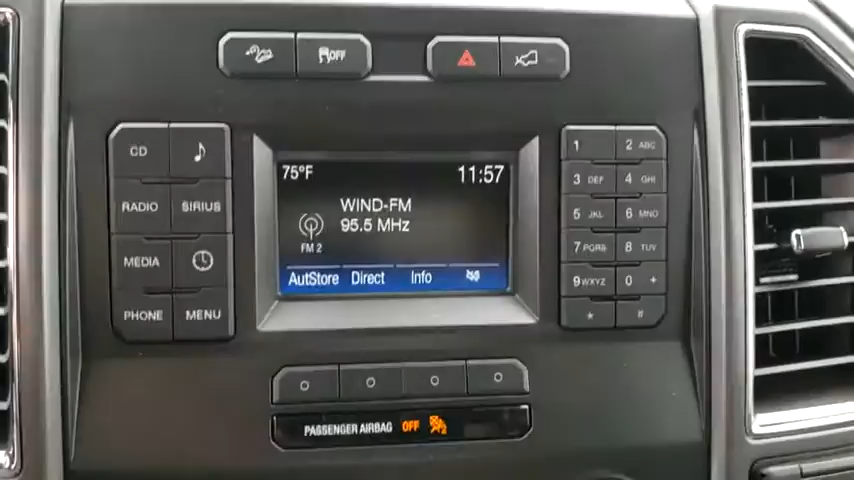 OFF
CD
RADIO SIRIUS
MEDIA
PHONE MENU
75°F 11:57
WIND-FM
95.5 MHz
FM 2
AutStore Direct Info
1 2 ABC
3 DEF 4 GHI
5 JKL 6 MNO
7 PQRS 8 TUV
9 WXYZ 0 +
* #
PASSENGER AIRBAG OFF